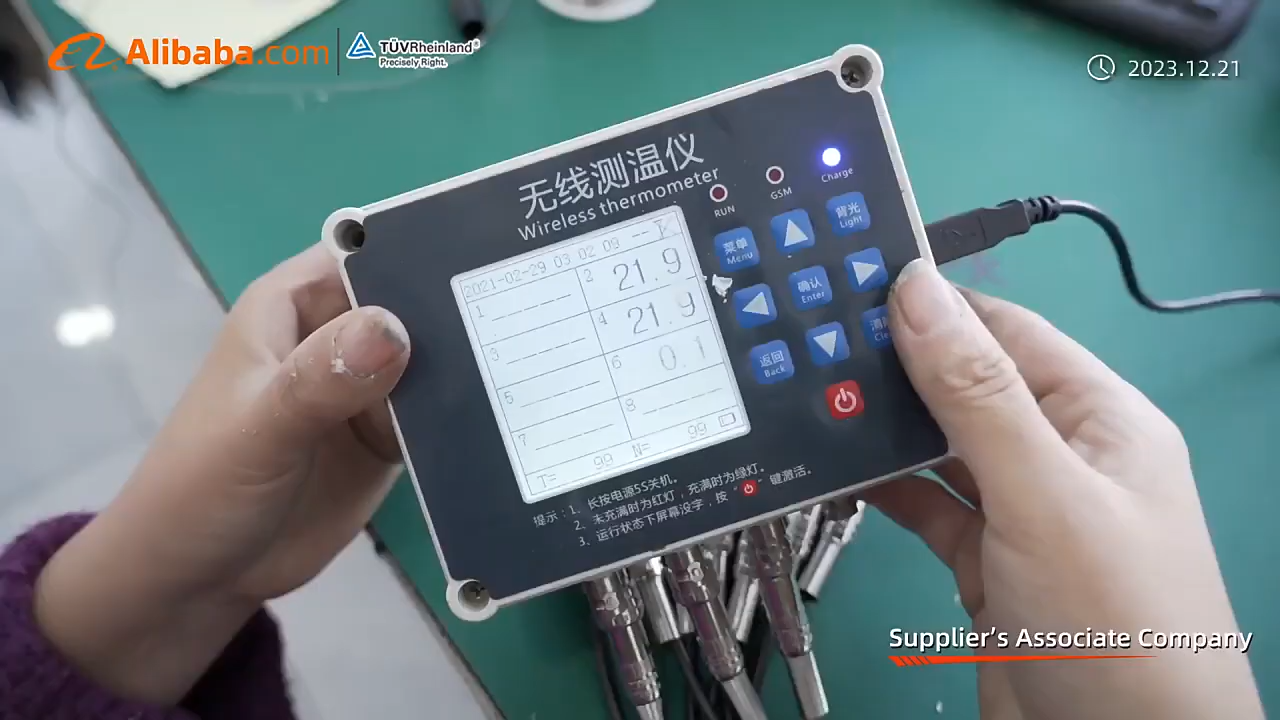 Alibaba.com
TÜVRheinland®
Precisely Right.
2023.12.21
无线测温仪
Wireless thermometer
RUN
GSM
Charge
背光
Light
菜单
Menu
确认
Enter
返回
Back
2021-02-29 03 02 09 --
1 ------
2 21.9
3 ------
4 21.9
5 ------
6 0.1
7 ------
8 ------
T= 99 N= 99
提示：1、长按电源5S关机。
2、未充满时为红灯，充满时为绿灯。
3、运行状态下屏幕没字，按“ ”键激活。
Supplier's Associate Company